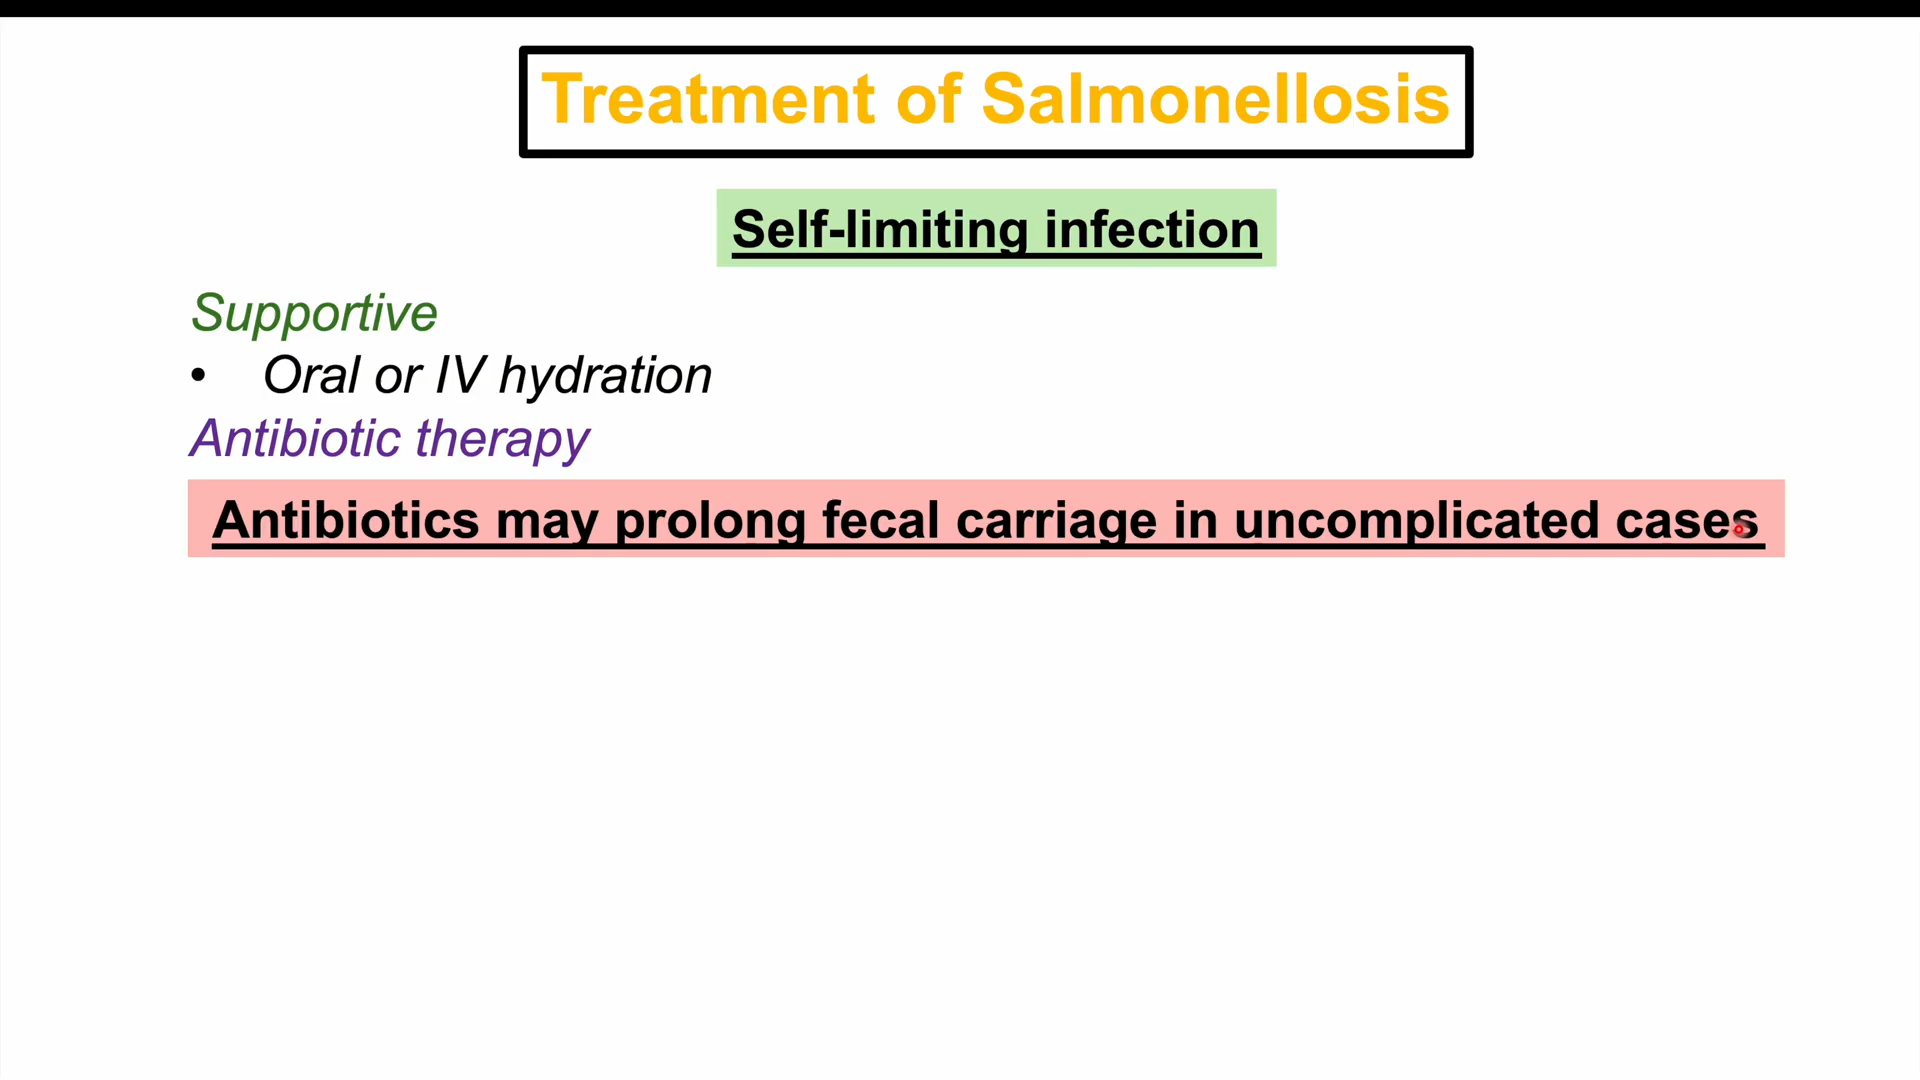 Treatment of Salmonellosis
Self-limiting infection
Supportive
• Oral or IV hydration
Antibiotic therapy
Antibiotics may prolong fecal carriage in uncomplicated cases